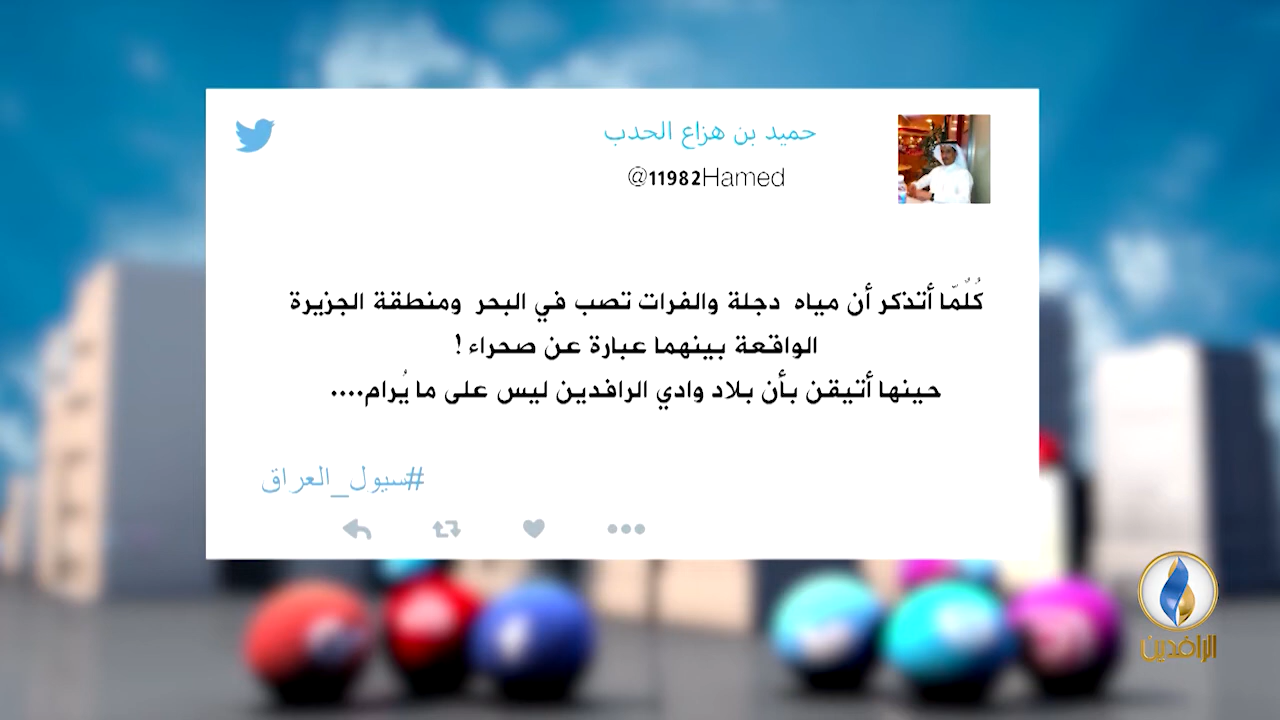 حميد بن هزاع الحدب
@11982Hamed
كُلّمَا أتذكر أن مياه دجلة والفرات تصب في البحر ومنطقة الجزيرة
الواقعة بينهما عبارة عن صحراء !
حينها أتيقن بأن بلاد وادي الرافدين ليس على ما يُرام....
#سيول_العراق
الرافدين